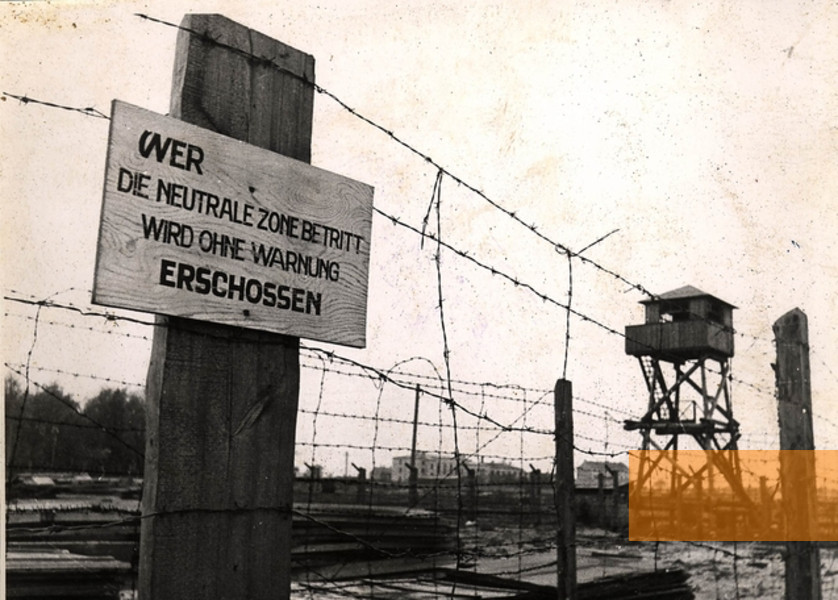 WER
DIE NEUTRALE ZONE BETRITT
WIRD OHNE WARNUNG
ERSCHOSSEN